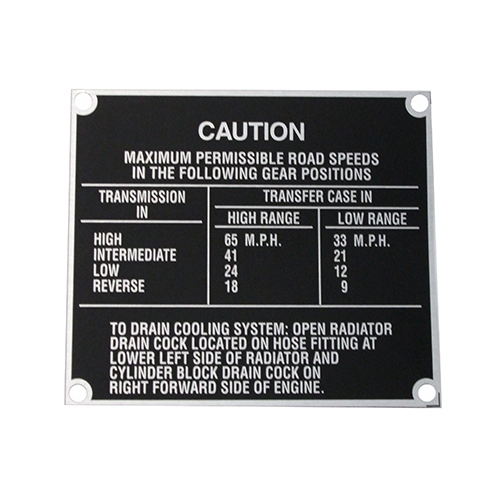 CAUTION
MAXIMUM PERMISSIBLE ROAD SPEEDS
IN THE FOLLOWING GEAR POSITIONS
TRANSMISSION IN TRANSFER CASE IN
HIGH RANGE LOW RANGE
HIGH 65 M.P.H. 33 M.P.H.
INTERMEDIATE 41 21
LOW 24 12
REVERSE 18 9
TO DRAIN COOLING SYSTEM: OPEN RADIATOR
DRAIN COCK LOCATED ON HOSE FITTING AT
LOWER LEFT SIDE OF RADIATOR AND
CYLINDER BLOCK DRAIN COCK ON
RIGHT FORWARD SIDE OF ENGINE.